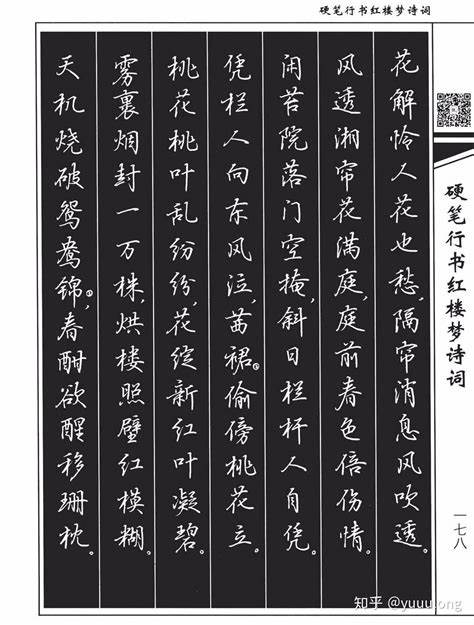 硬笔行书红楼梦诗词
花解怜人花也愁，隔帘消息风吹透。
风透湘帘花满庭，庭前春色倍伤情。
闲苔院落门空掩，斜日栏杆人自凭。
凭栏人向东风泣，茜裙偷傍桃花立。
桃花桃叶乱纷纷，花绽新红叶凝碧。
雾裹烟封一万株，烘楼照壁红模糊。
天机烧破鸳鸯锦，春酣欲醒移珊枕。
硬笔行书红楼梦诗词
一七八
知乎 @yuuutong